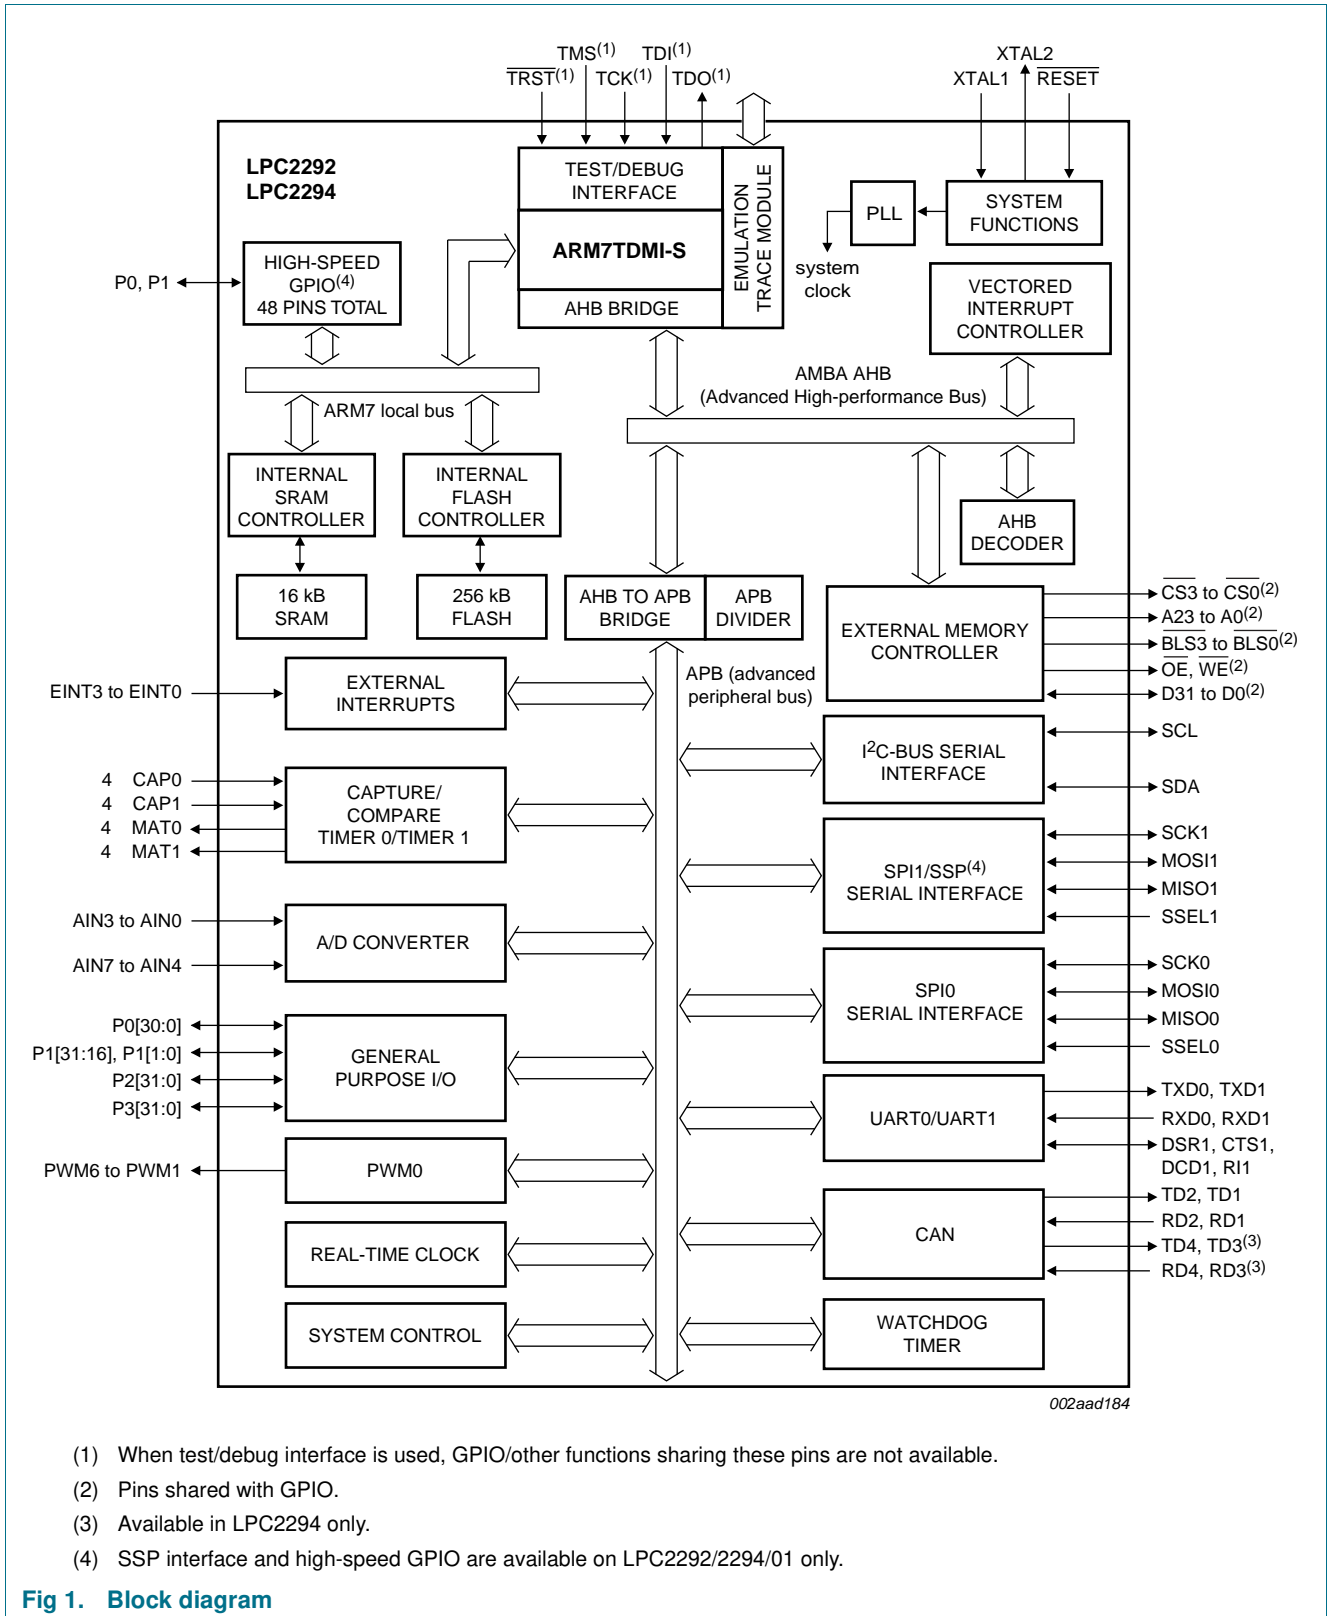 TMS(1) TDI(1)
TRST(1) TCK(1) TDO(1)
XTAL2
XTAL1 RESET
LPC2292
LPC2294
TEST/DEBUG
INTERFACE
ARM7TDMI-S
AHB BRIDGE
EMULATION
TRACE MODULE
PLL
SYSTEM
FUNCTIONS
system
clock
P0, P1
HIGH-SPEED
GPIO(4)
48 PINS TOTAL
VECTORED
INTERRUPT
CONTROLLER
AMBA AHB
(Advanced High-performance Bus)
ARM7 local bus
INTERNAL
SRAM
CONTROLLER
INTERNAL
FLASH
CONTROLLER
AHB
DECODER
16 kB
SRAM
256 kB
FLASH
AHB TO APB
BRIDGE
APB
DIVIDER
EXTERNAL MEMORY
CONTROLLER
CS3 to CS0(2)
A23 to A0(2)
BLS3 to BLS0(2)
OE, WE(2)
D31 to D0(2)
APB (advanced
peripheral bus)
EINT3 to EINT0
EXTERNAL
INTERRUPTS
I2C-BUS SERIAL
INTERFACE
SCL
SDA
4 CAP0
4 CAP1
4 MAT0
4 MAT1
CAPTURE/
COMPARE
TIMER 0/TIMER 1
SPI1/SSP(4)
SERIAL INTERFACE
SCK1
MOSI1
MISO1
SSEL1
AIN3 to AIN0
AIN7 to AIN4
A/D CONVERTER
SPI0
SERIAL INTERFACE
SCK0
MOSI0
MISO0
SSEL0
P0[30:0]
P1[31:16], P1[1:0]
P2[31:0]
P3[31:0]
GENERAL
PURPOSE I/O
UART0/UART1
TXD0, TXD1
RXD0, RXD1
DSR1, CTS1,
DCD1, RI1
PWM6 to PWM1
PWM0
CAN
TD2, TD1
RD2, RD1
TD4, TD3(3)
RD4, RD3(3)
REAL-TIME CLOCK
SYSTEM CONTROL
WATCHDOG
TIMER
002aad184
(1) When test/debug interface is used, GPIO/other functions sharing these pins are not available.
(2) Pins shared with GPIO.
(3) Available in LPC2294 only.
(4) SSP interface and high-speed GPIO are available on LPC2292/2294/01 only.
Fig 1. Block diagram